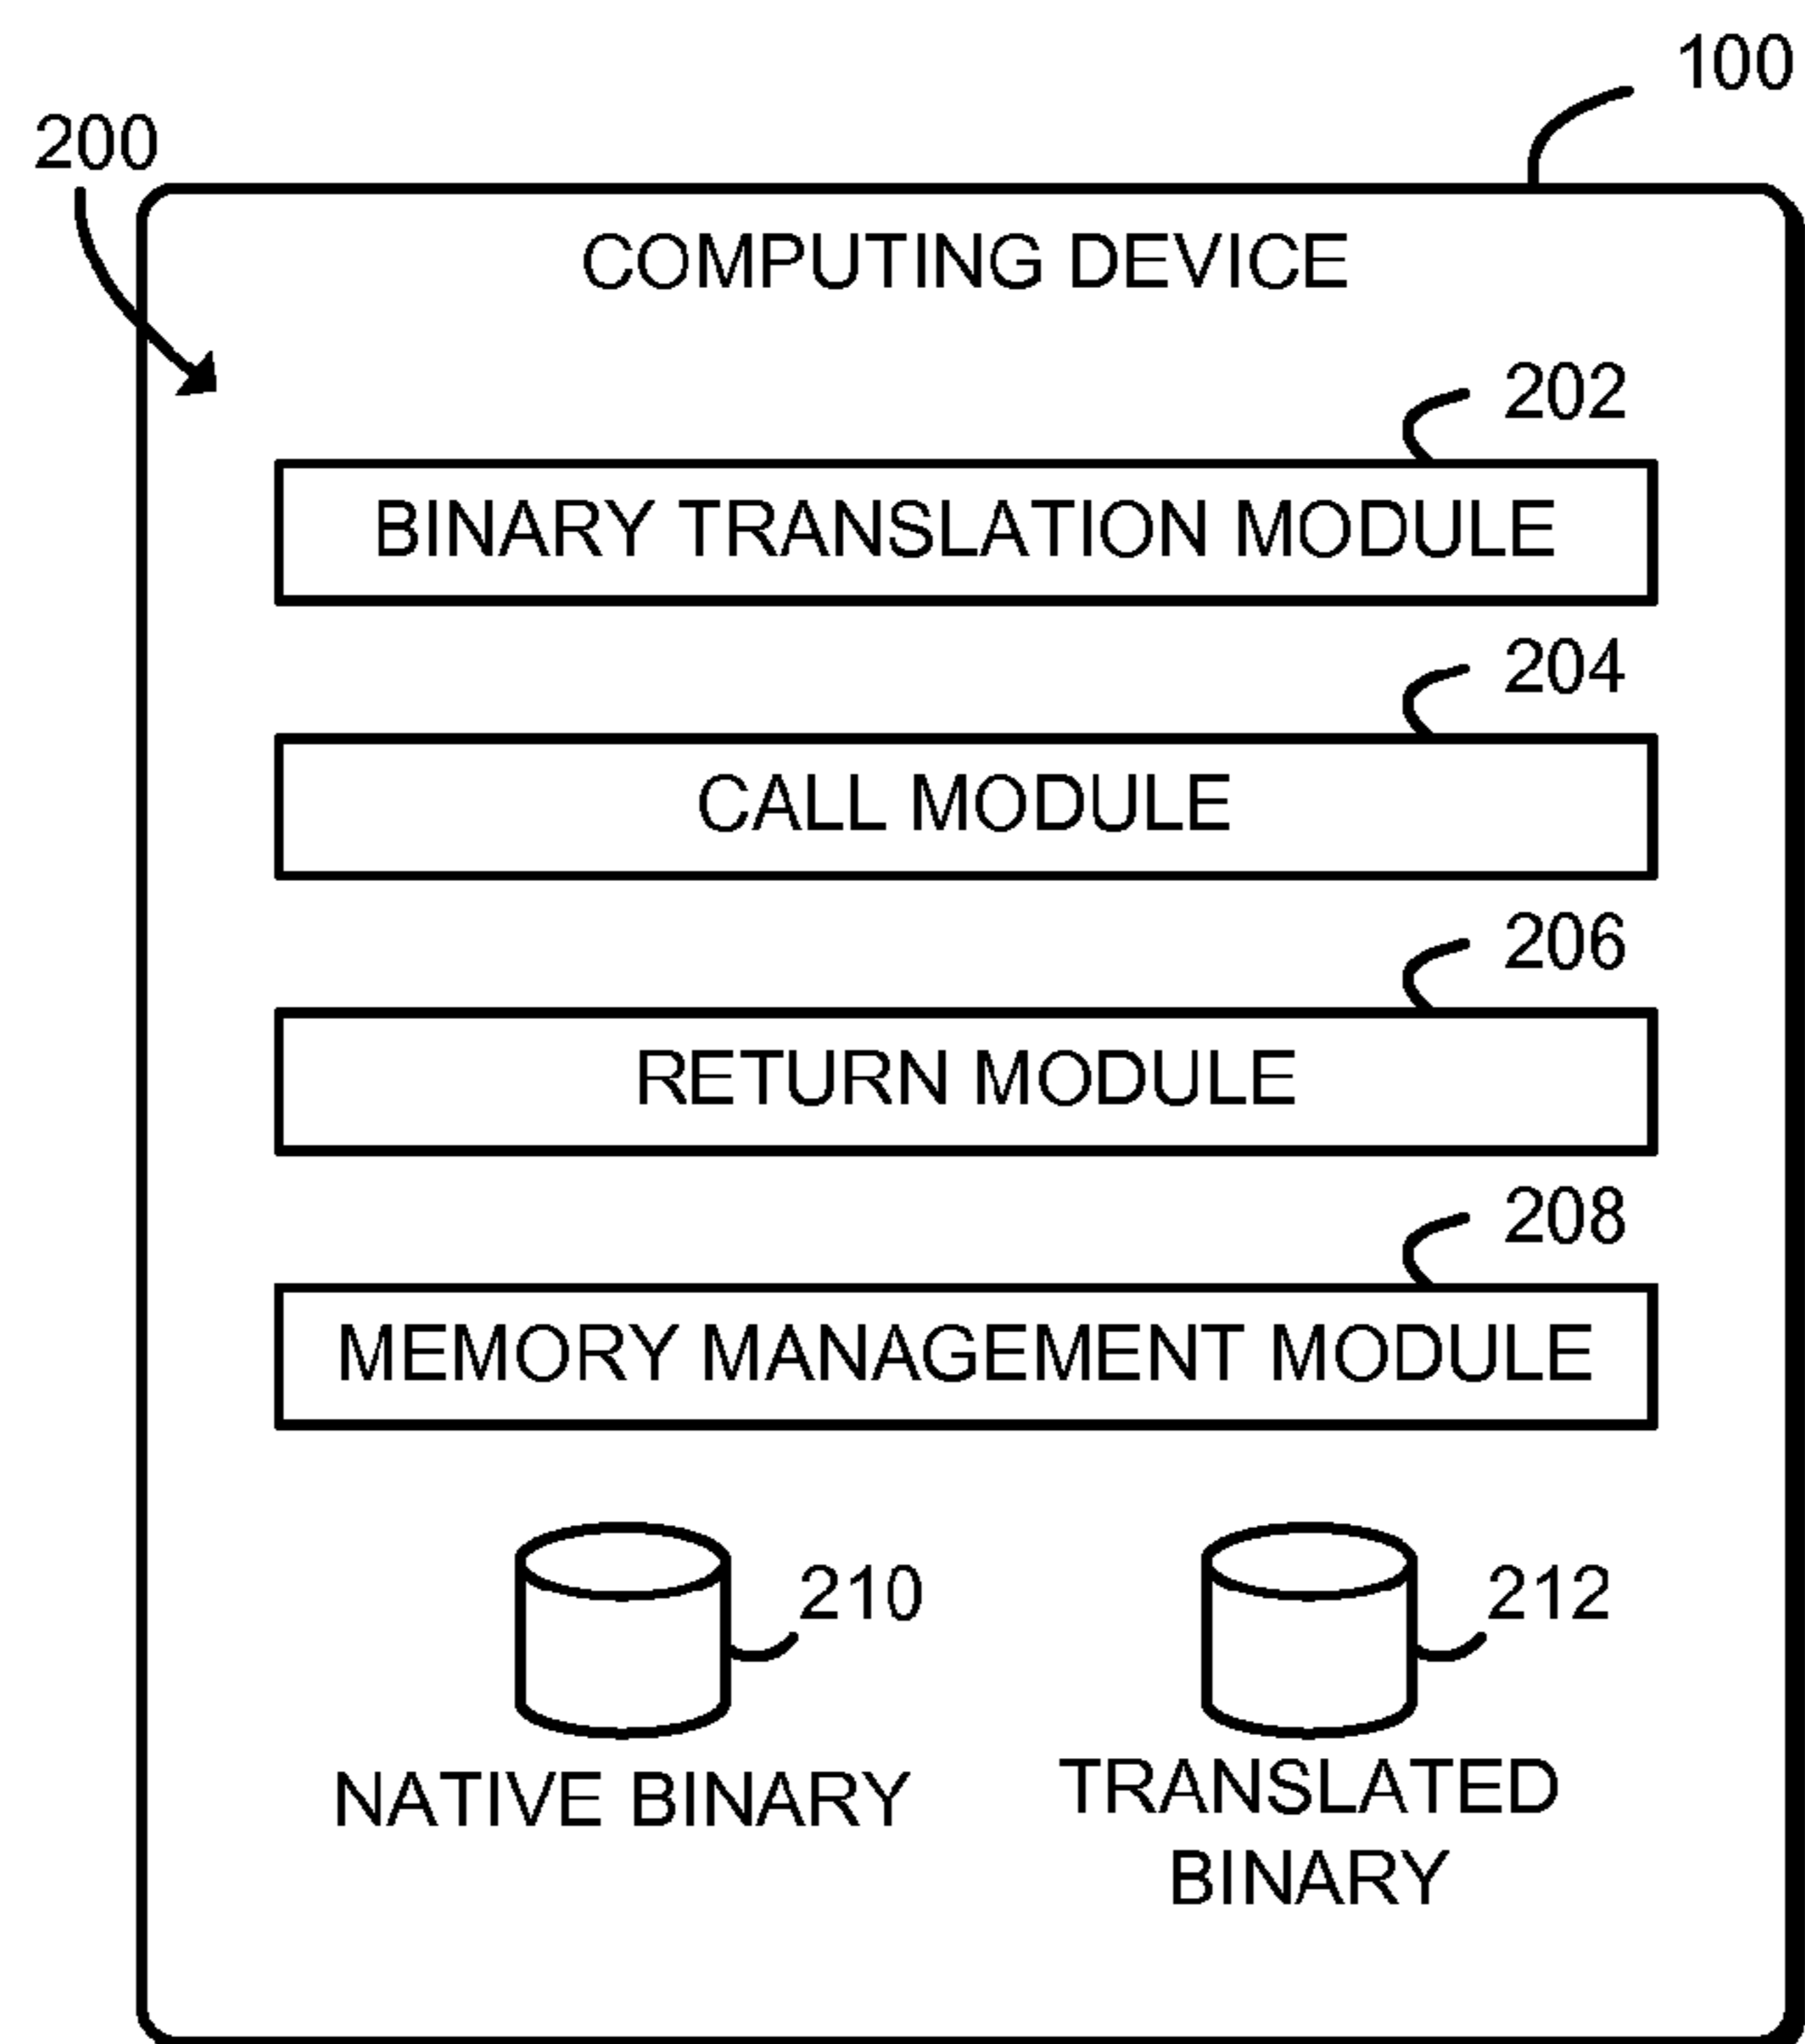 100
200
COMPUTING DEVICE
202
BINARY TRANSLATION MODULE
204
CALL MODULE
206
RETURN MODULE
208
MEMORY MANAGEMENT MODULE
210
212
NATIVE BINARY
TRANSLATED
BINARY